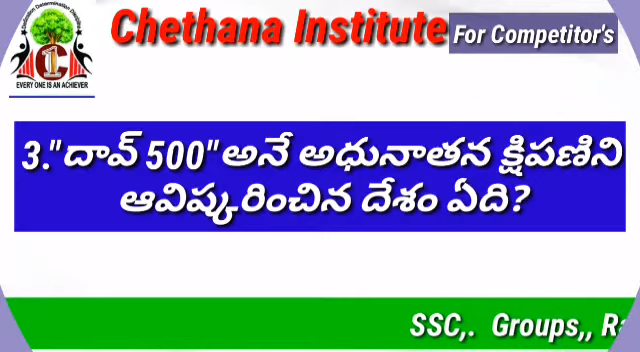 Chethana Institute For Competitor's
EVERY ONE IS AN ACHIEVER
3."దావ్ 500"అనే అధునాతన క్షిపణిని
ఆవిష్కరించిన దేశం ఏది?
SSC,. Groups,, Ra